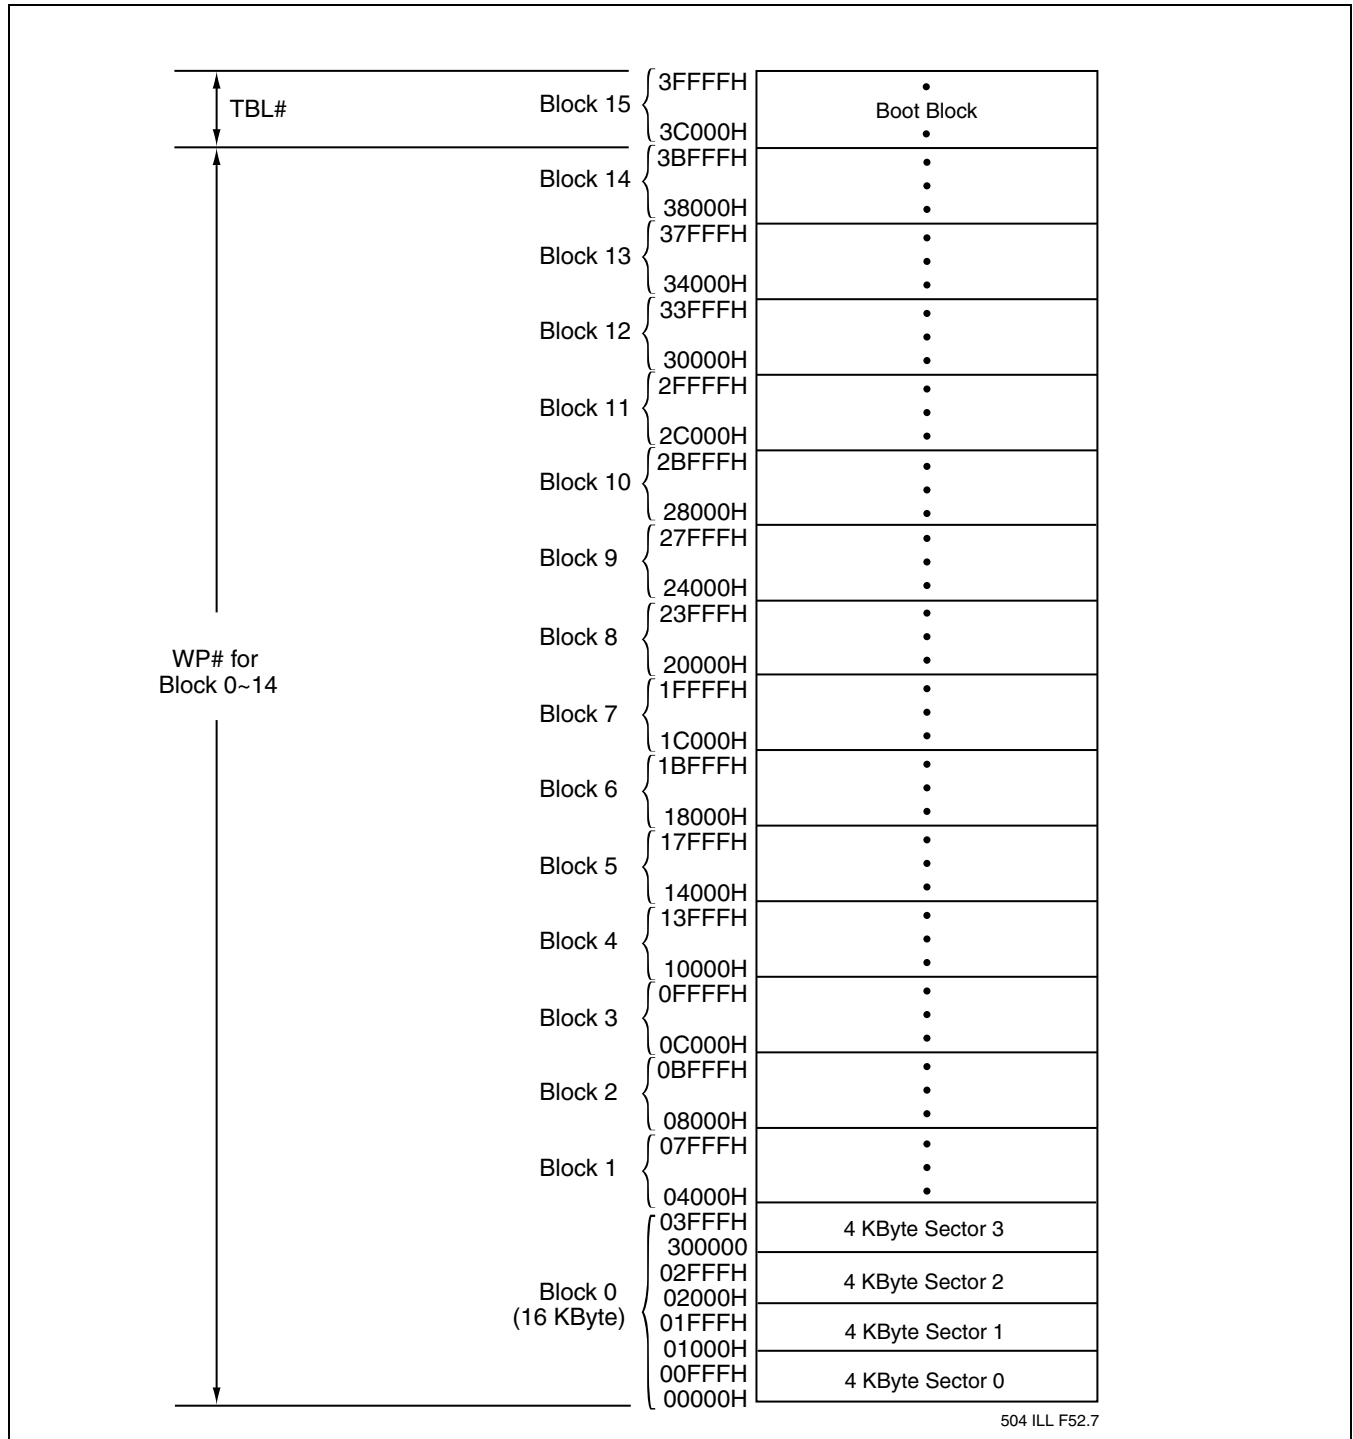 TBL#
Block 15
3FFFFH
3C000H
Boot Block
Block 14
3BFFFH
38000H
Block 13
37FFFH
34000H
Block 12
33FFFH
30000H
Block 11
2FFFFH
2C000H
Block 10
2BFFFH
28000H
Block 9
27FFFH
24000H
WP# for
Block 0~14
Block 8
23FFFH
20000H
Block 7
1FFFFH
1C000H
Block 6
1BFFFH
18000H
Block 5
17FFFH
14000H
Block 4
13FFFH
10000H
Block 3
0FFFFH
0C000H
Block 2
0BFFFH
08000H
Block 1
07FFFH
04000H
Block 0
(16 KByte)
03FFFH
300000
4 KByte Sector 3
02FFFH
02000H
4 KByte Sector 2
01FFFH
01000H
4 KByte Sector 1
00FFFH
00000H
4 KByte Sector 0
504 ILL F52.7